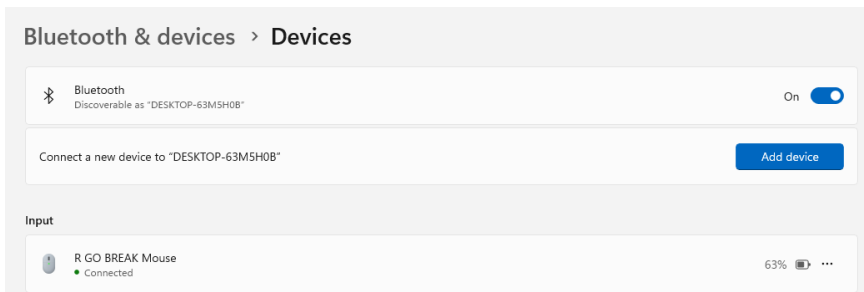 Bluetooth & devices > Devices
Bluetooth
Discoverable as "DESKTOP-63M5H0B"
On
Connect a new device to "DESKTOP-63M5H0B"
Add device
Input
R GO BREAK Mouse
Connected
63%